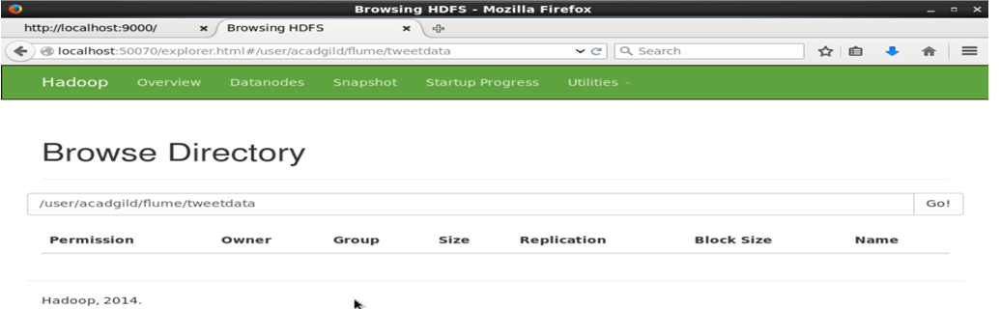 Browsing HDFS - Mozilla Firefox
http://localhost:9000/ Browsing HDFS
localhost:50070/explorer.html#/user/acadgild/flume/tweetdata Search
Hadoop Overview Datanodes Snapshot Startup Progress Utilities
Browse Directory
/user/acadgild/flume/tweetdata Go!
Permission Owner Group Size Replication Block Size Name
Hadoop, 2014.